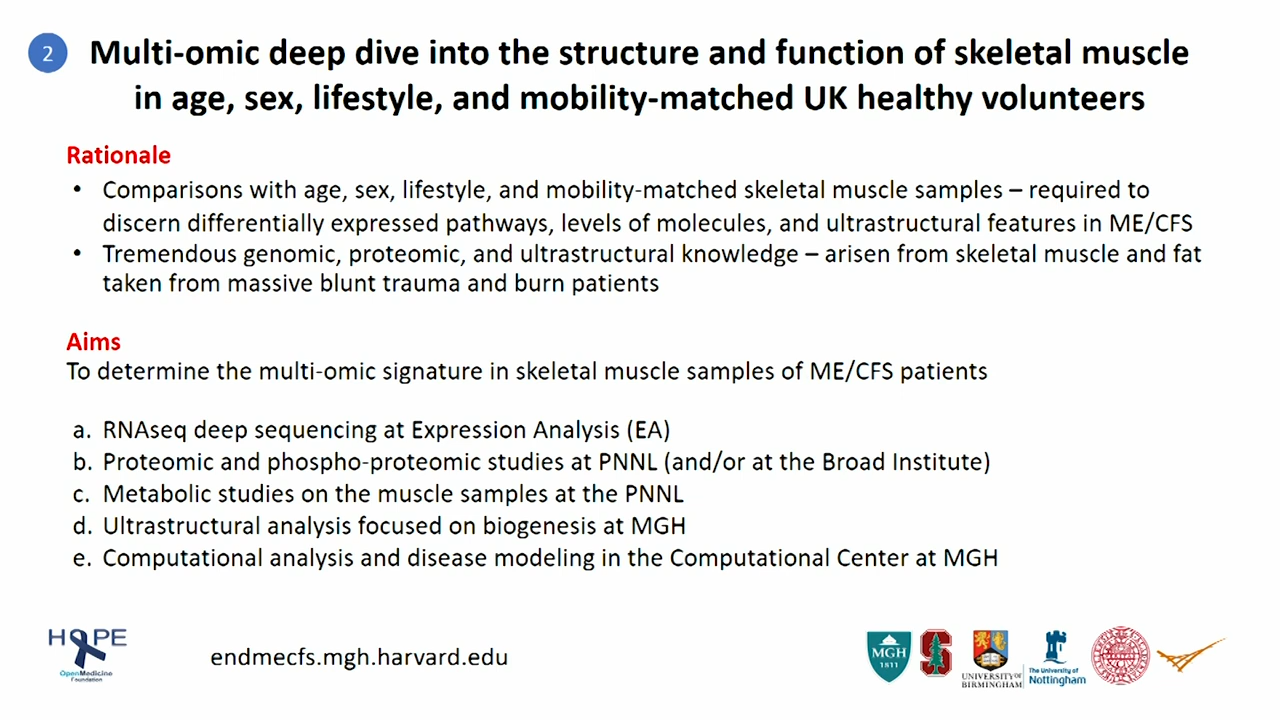 2
Multi-omic deep dive into the structure and function of skeletal muscle
in age, sex, lifestyle, and mobility-matched UK healthy volunteers
Rationale
• Comparisons with age, sex, lifestyle, and mobility-matched skeletal muscle samples – required to
discern differentially expressed pathways, levels of molecules, and ultrastructural features in ME/CFS
• Tremendous genomic, proteomic, and ultrastructural knowledge – arisen from skeletal muscle and fat
taken from massive blunt trauma and burn patients
Aims
To determine the multi-omic signature in skeletal muscle samples of ME/CFS patients
a. RNAseq deep sequencing at Expression Analysis (EA)
b. Proteomic and phospho-proteomic studies at PNNL (and/or at the Broad Institute)
c. Metabolic studies on the muscle samples at the PNNL
d. Ultrastructural analysis focused on biogenesis at MGH
e. Computational analysis and disease modeling in the Computational Center at MGH
HOPE
OpenMedicine
Foundation
endmecfs.mgh.harvard.edu
MGH
1811
S
UNIVERSITY OF
BIRMINGHAM
The University of
Nottingham